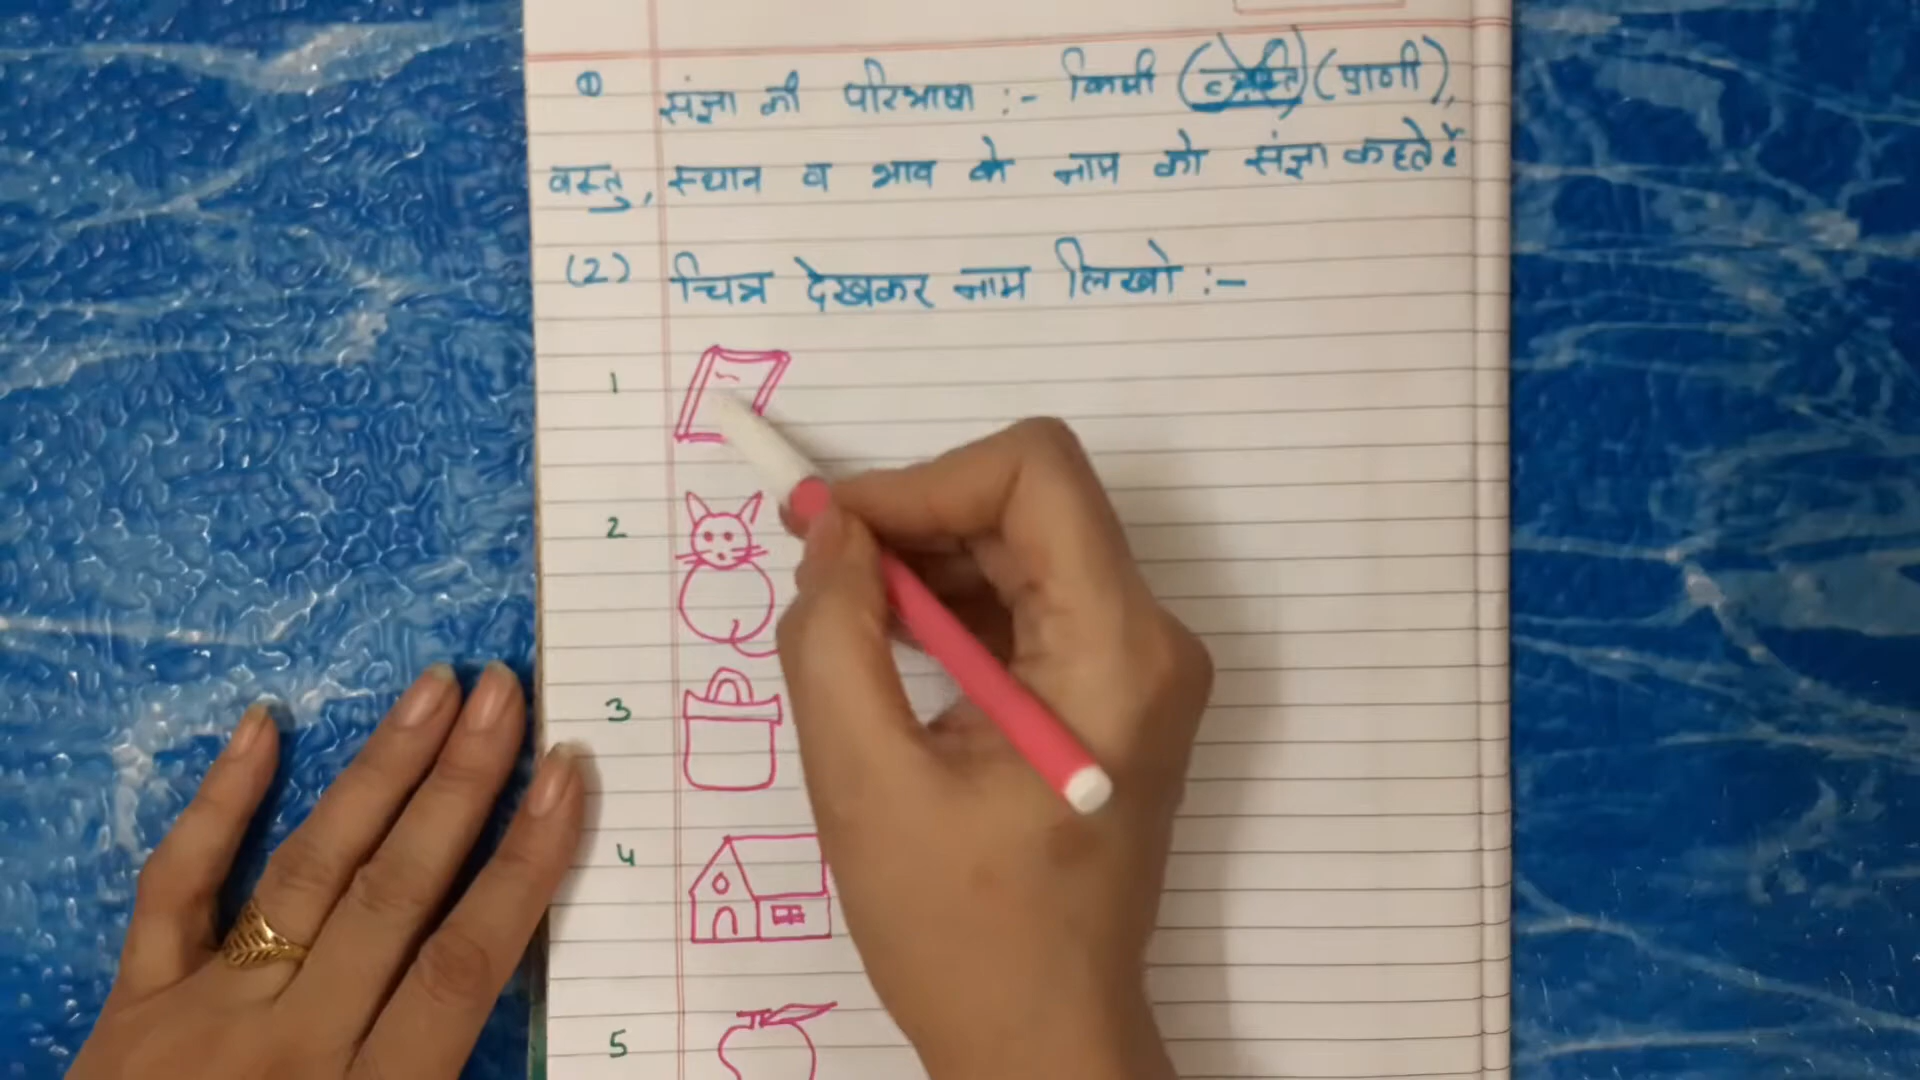 ① संज्ञा की परिभाषा :- किसी (प्राणी),
वस्तु, स्थान व भाव के नाम को संज्ञा कहते है
(2) चित्र देखकर नाम लिखो :-
1
2
3
4
5